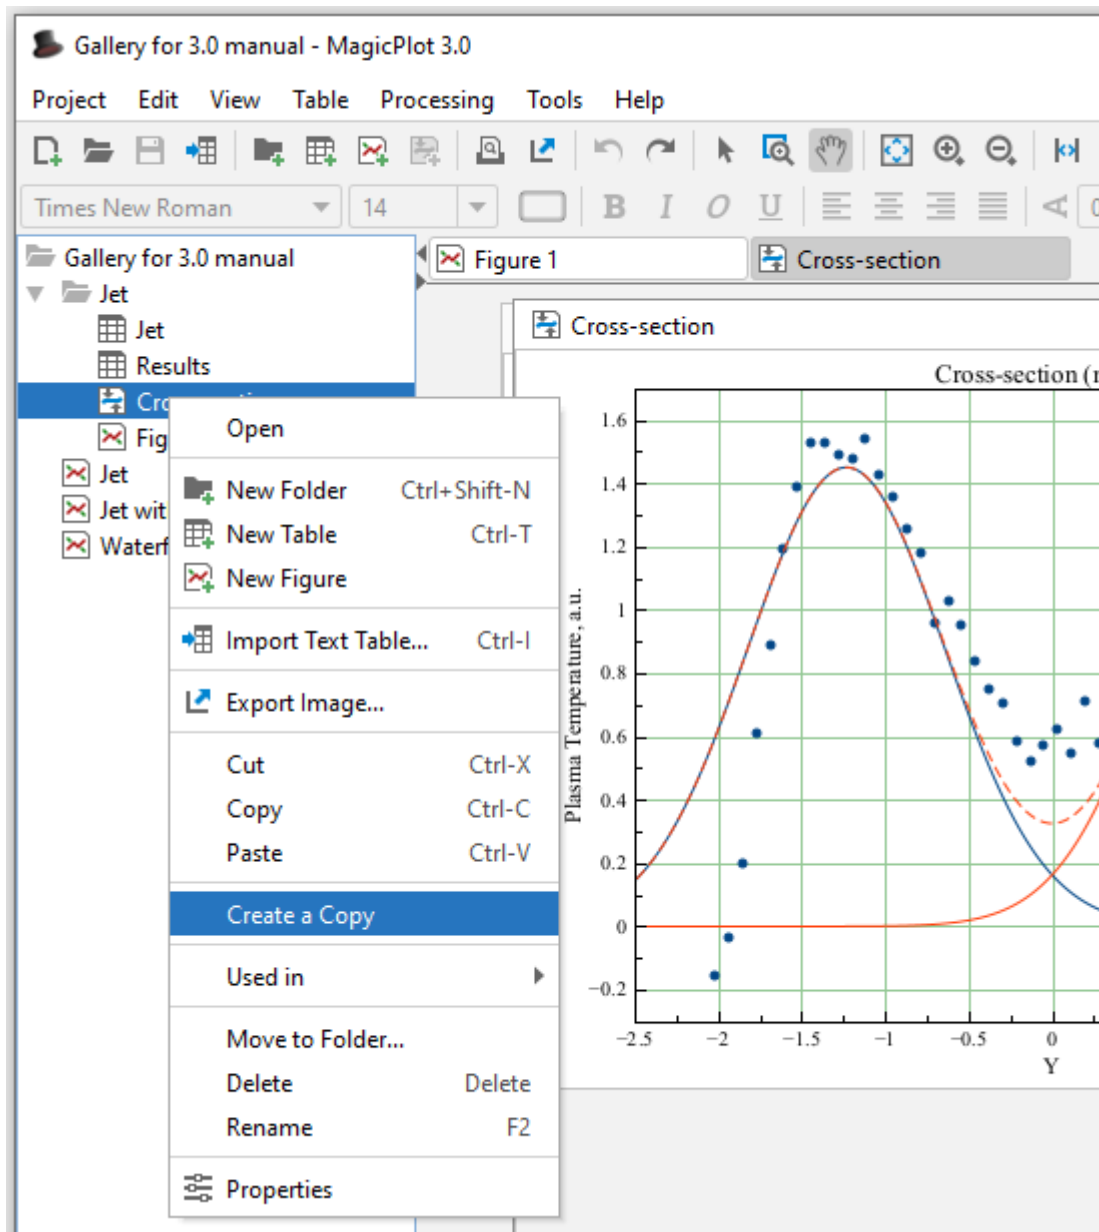 Gallery for 3.0 manual - MagicPlot 3.0
Project Edit View Table Processing Tools Help
Times New Roman 14 B I O U
Gallery for 3.0 manual
Jet
Jet
Results
Jet
Jet
Figure 1 Cross-section
Open
New Folder Ctrl+Shift-N
New Table Ctrl-T
New Figure
Import Text Table... Ctrl-I
Export Image...
Cut Ctrl-X
Copy Ctrl-C
Paste Ctrl-V
Create a Copy
Used in
Move to Folder...
Delete Delete
Rename F2
Properties
Cross-section
Cross-section
Plasma Temperature, a.u.
1.6
1.4
1.2
1
0.8
0.6
0.4
0.2
0
−0.2
−2.5 −2 −1.5 −1 −0.5 0
Y